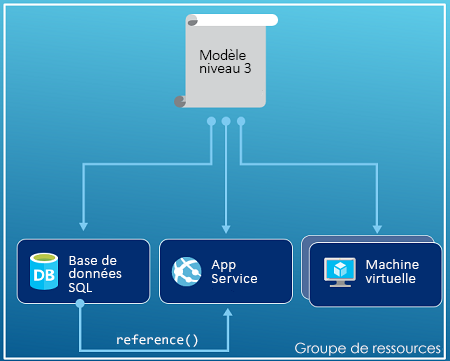 Modèle
niveau 3
Base de
données
SQL
DB
App
Service
Machine
virtuelle
reference()
Groupe de ressources